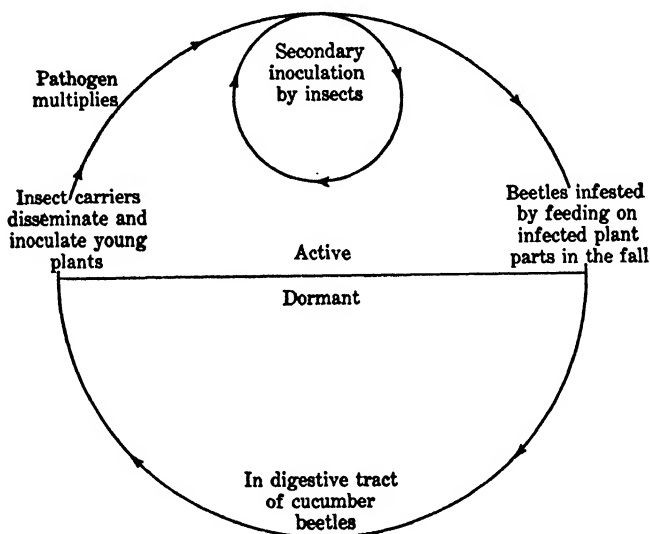 Secondary
inoculation
by insects
Pathogen
multiplies
Insect carriers
disseminate and
inoculate young
plants
Beetles infested
by feeding on
infected plant
parts in the fall
Active
Dormant
In digestive tract
of cucumber
beetles